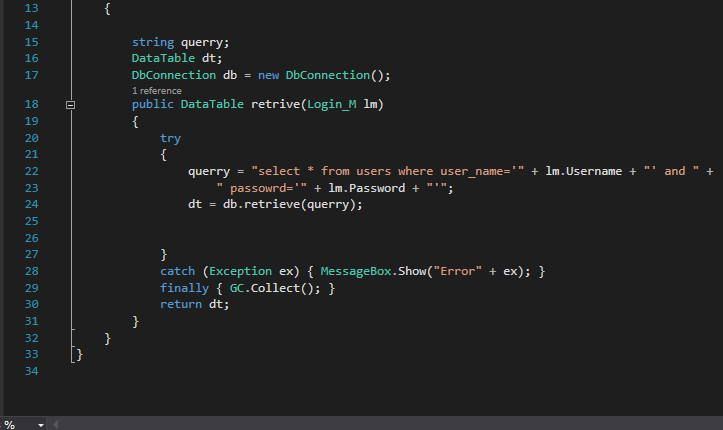 13 {
14
15 string querry;
16 DataTable dt;
17 DbConnection db = new DbConnection();
1 reference
18 public DataTable retrive(Login_M lm)
19 {
20 try
21 {
22 querry = "select * from users where user_name='" + lm.Username + "' and " +
23 " passowrd='" + lm.Password + "'";
24 dt = db.retrieve(querry);
25
26
27 }
28 catch (Exception ex) { MessageBox.Show("Error" + ex); }
29 finally { GC.Collect(); }
30 return dt;
31 }
32 }
33 }
34
%